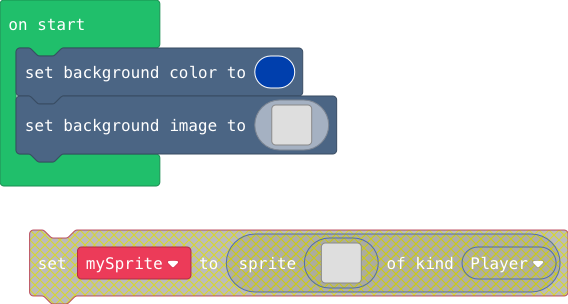 on start
set background color to
set background image to
set mySprite to sprite of kind Player